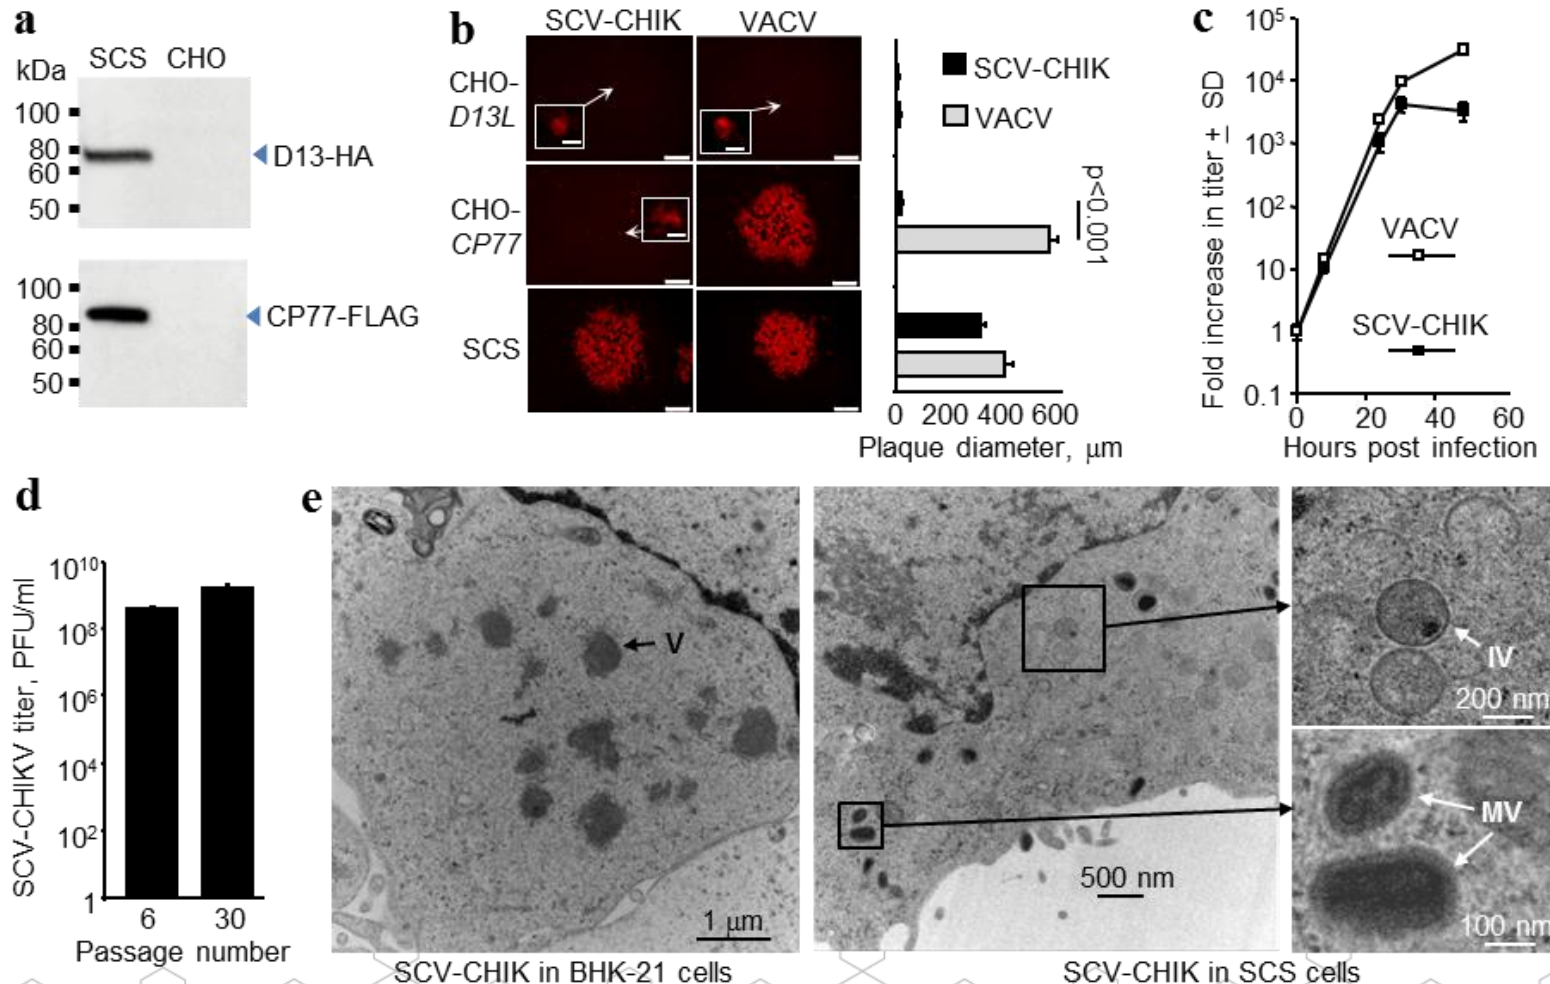 a
SCS CHO
kDa
100
80
60
50
D13-HA
100
80
60
50
CP77-FLAG
b
SCV-CHIK VACV
CHO-
D13L
CHO-
CP77
SCS
SCV-CHIK
VACV
p<0.001
0 200 400 600
Plaque diameter, μm
c
Fold increase in titer ± SD
10⁵
10⁴
10³
10²
10
1
0.1
VACV
SCV-CHIK
0 20 40 60
Hours post infection
d
SCV-CHIKV titer, PFU/ml
10¹⁰
10⁸
10⁶
10⁴
10²
1
6 30
Passage number
e
V
1 μm
SCV-CHIK in BHK-21 cells
500 nm
SCV-CHIK in SCS cells
IV
200 nm
MV
100 nm